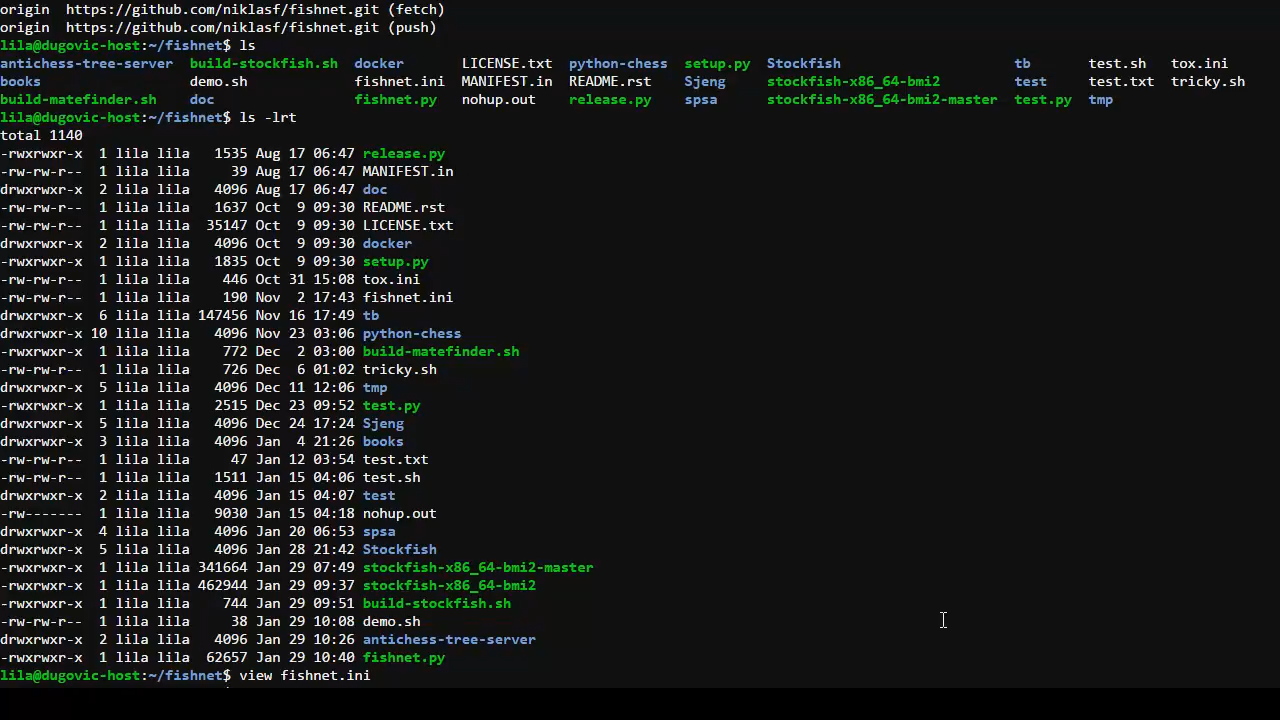 origin  https://github.com/niklasf/fishnet.git (fetch)
origin  https://github.com/niklasf/fishnet.git (push)
lila@dugovic-host:~/fishnet$ ls
antichess-tree-server  build-stockfish.sh  docker       LICENSE.txt  python-chess  setup.py  Stockfish                    tb       test.sh   tox.ini
books                  demo.sh             fishnet.ini  MANIFEST.in  README.rst    Sjeng     stockfish-x86_64-bmi2         test     test.txt  tricky.sh
build-matefinder.sh    doc                 fishnet.py   nohup.out    release.py    spsa      stockfish-x86_64-bmi2-master  test.py  tmp
lila@dugovic-host:~/fishnet$ ls -lrt
total 1140
-rwxrwxr-x  1 lila lila   1535 Aug 17 06:47 release.py
-rw-rw-r--  1 lila lila     39 Aug 17 06:47 MANIFEST.in
drwxrwxr-x  2 lila lila   4096 Aug 17 06:47 doc
-rw-rw-r--  1 lila lila   1637 Oct  9 09:30 README.rst
-rw-rw-r--  1 lila lila  35147 Oct  9 09:30 LICENSE.txt
drwxrwxr-x  2 lila lila   4096 Oct  9 09:30 docker
-rwxrwxr-x  1 lila lila   1835 Oct  9 09:30 setup.py
-rw-rw-r--  1 lila lila    446 Oct 31 15:08 tox.ini
-rw-rw-r--  1 lila lila    190 Nov  2 17:43 fishnet.ini
drwxrwxr-x  6 lila lila 147456 Nov 16 17:49 tb
drwxrwxr-x 10 lila lila   4096 Nov 23 03:06 python-chess
-rwxrwxr-x  1 lila lila    772 Dec  2 03:00 build-matefinder.sh
-rw-rw-r--  1 lila lila    726 Dec  6 01:02 tricky.sh
drwxrwxr-x  5 lila lila   4096 Dec 11 12:06 tmp
-rwxrwxr-x  1 lila lila   2515 Dec 23 09:52 test.py
drwxrwxr-x  5 lila lila   4096 Dec 24 17:24 Sjeng
drwxrwxr-x  3 lila lila   4096 Jan  4 21:26 books
-rw-rw-r--  1 lila lila     47 Jan 12 03:54 test.txt
-rw-rw-r--  1 lila lila   1511 Jan 15 04:06 test.sh
drwxrwxr-x  2 lila lila   4096 Jan 15 04:07 test
-rw-------  1 lila lila   9030 Jan 15 04:18 nohup.out
drwxrwxr-x  4 lila lila   4096 Jan 20 06:53 spsa
drwxrwxr-x  5 lila lila   4096 Jan 28 21:42 Stockfish
-rwxrwxr-x  1 lila lila 341664 Jan 29 07:49 stockfish-x86_64-bmi2-master
-rwxrwxr-x  1 lila lila 462944 Jan 29 09:37 stockfish-x86_64-bmi2
-rwxrwxr-x  1 lila lila    744 Jan 29 09:51 build-stockfish.sh
-rw-rw-r--  1 lila lila     38 Jan 29 10:08 demo.sh
drwxrwxr-x  2 lila lila   4096 Jan 29 10:26 antichess-tree-server
-rwxrwxr-x  1 lila lila  62657 Jan 29 10:40 fishnet.py
lila@dugovic-host:~/fishnet$ view fishnet.ini